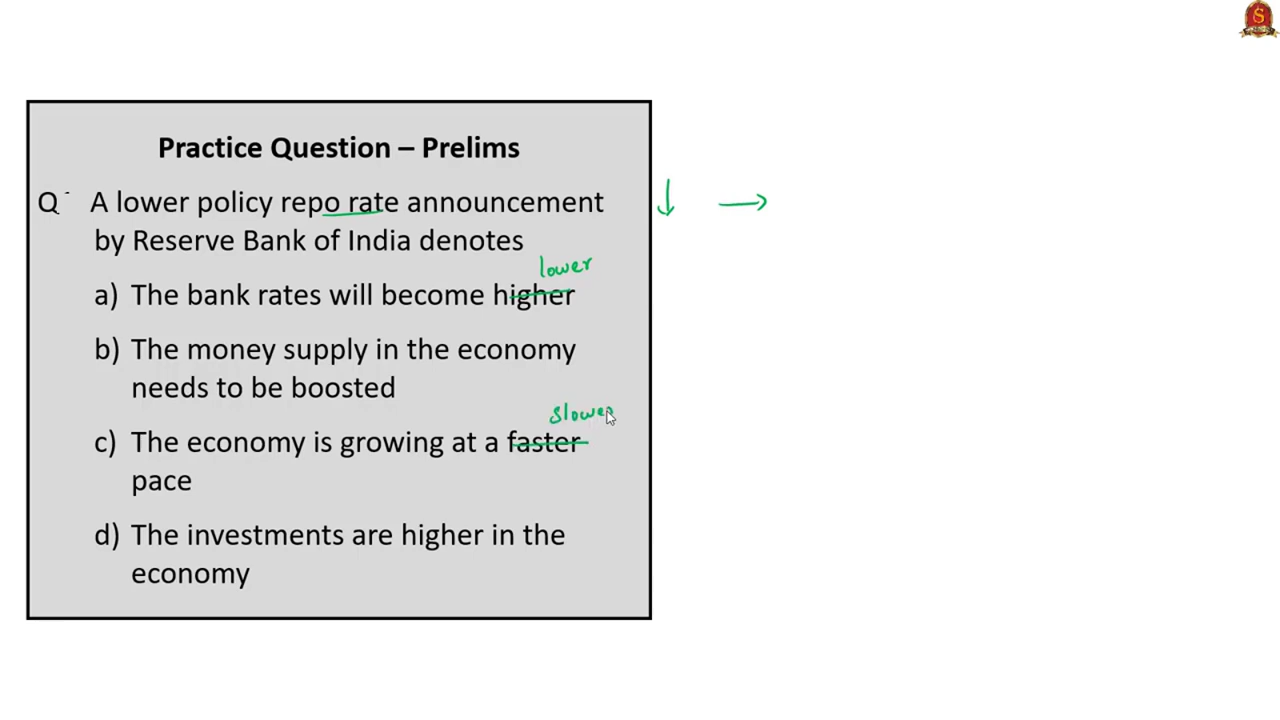 Practice Question – Prelims
Q A lower policy repo rate announcement
by Reserve Bank of India denotes
lower
a) The bank rates will become higher
b) The money supply in the economy
needs to be boosted
slower
c) The economy is growing at a faster
pace
d) The investments are higher in the
economy